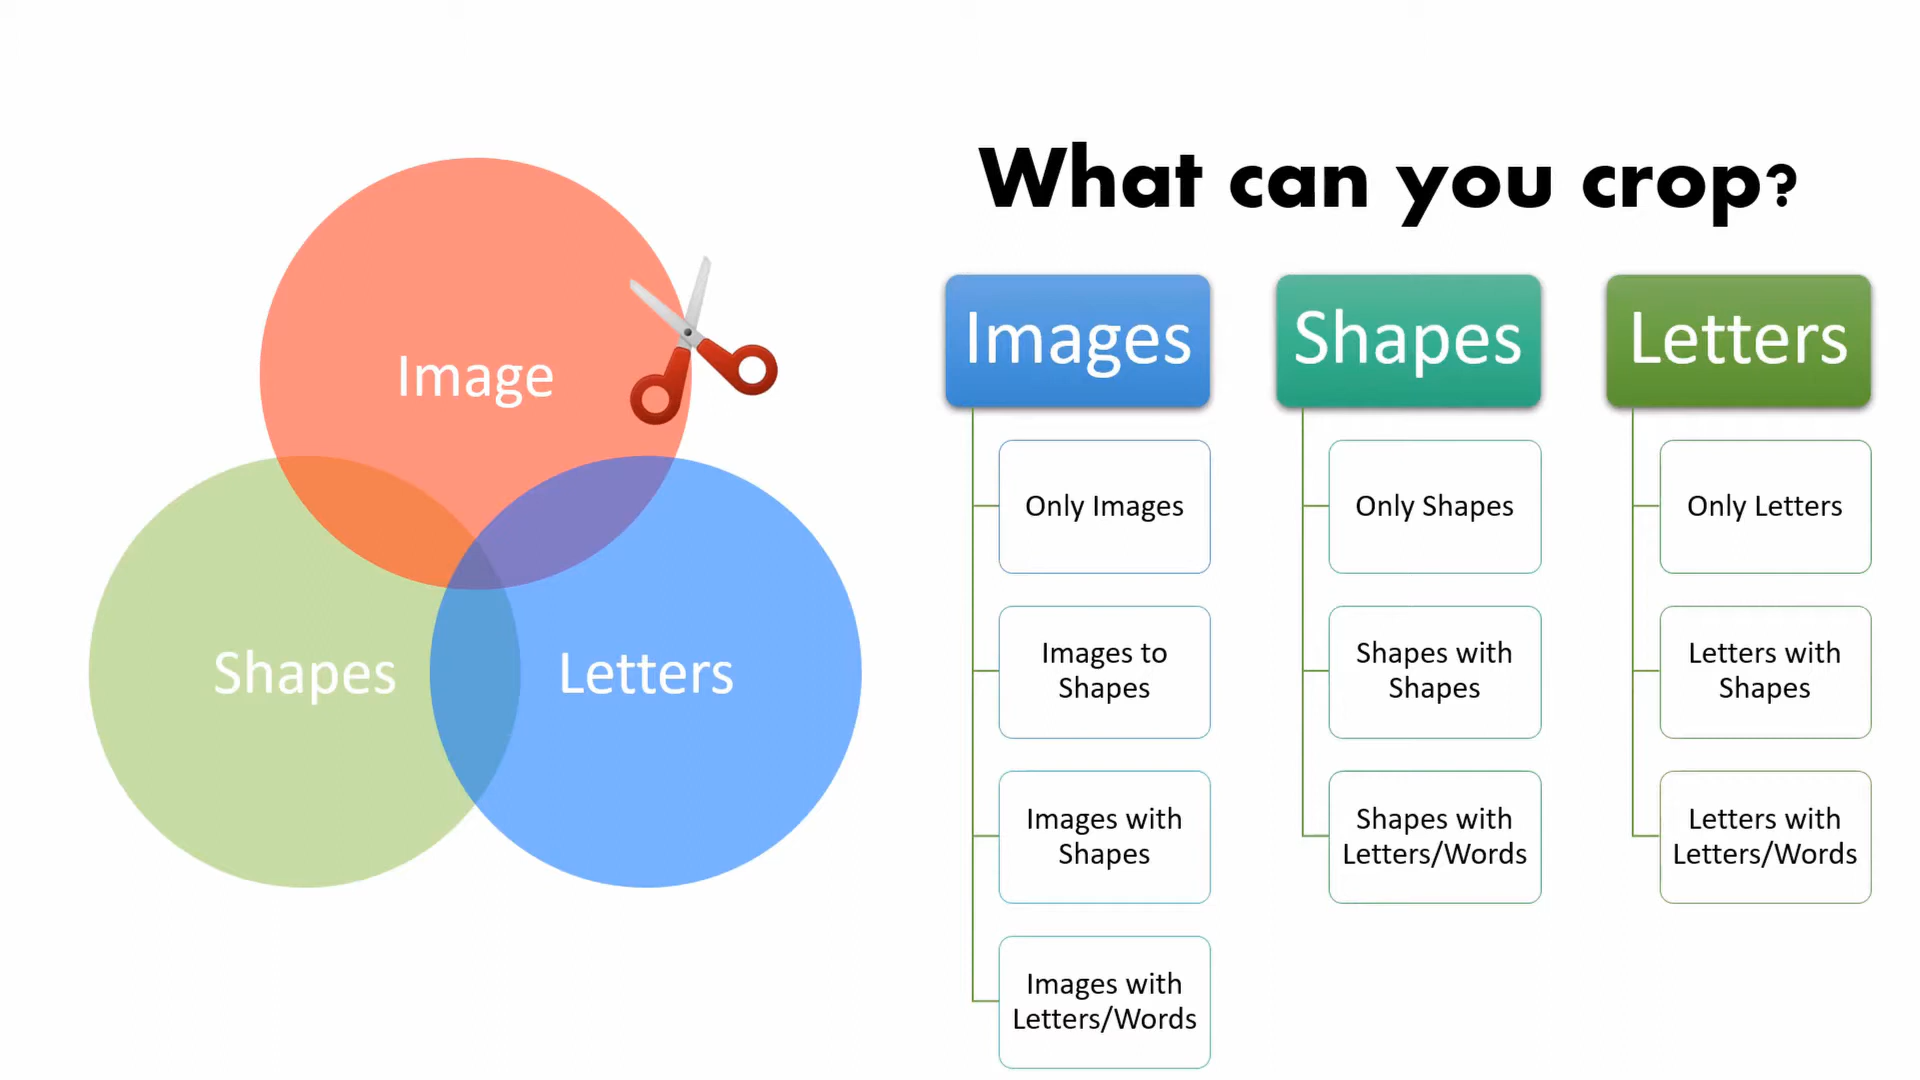 Image
Shapes
Letters
What can you crop?
Images
Only Images
Images to
Shapes
Images with
Shapes
Images with
Letters/Words
Shapes
Only Shapes
Shapes with
Shapes
Shapes with
Letters/Words
Letters
Only Letters
Letters with
Shapes
Letters with
Letters/Words